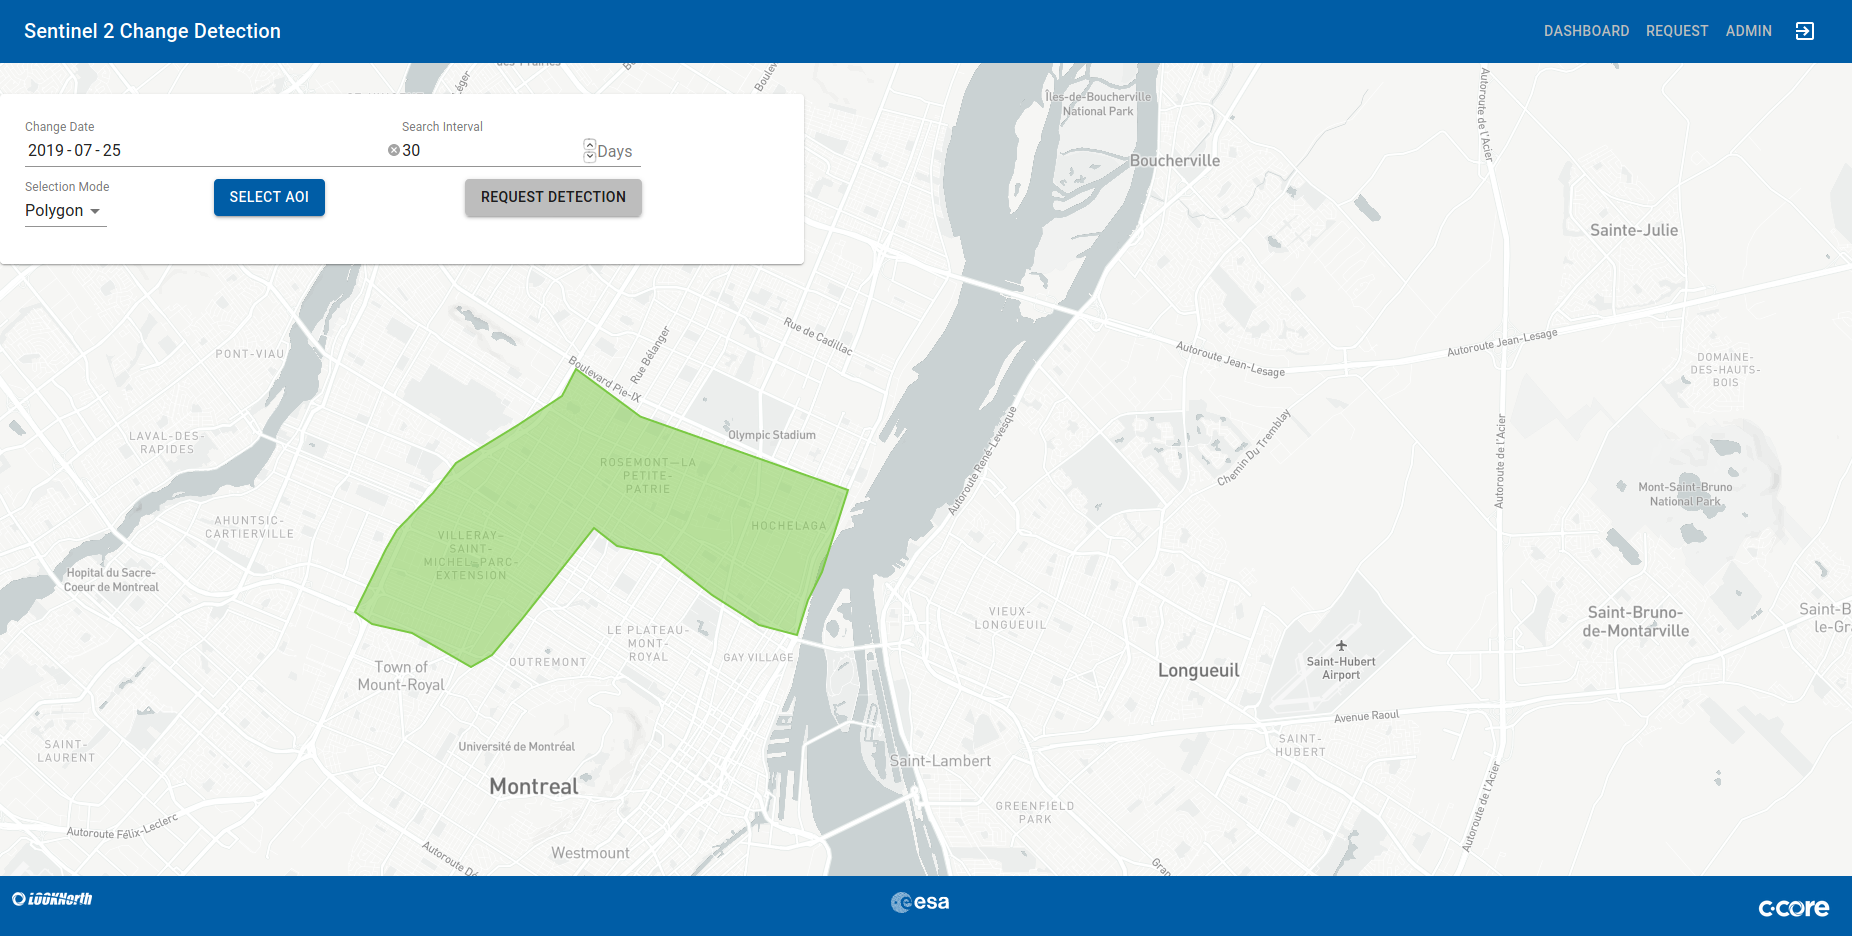 Sentinel 2 Change Detection
DASHBOARD REQUEST ADMIN
Change Date
Search Interval
2019-07-25
30
Days
Selection Mode
Polygon
SELECT AOI
REQUEST DETECTION
Îles-de-Boucherville
National Park
Boucherville
Autoroute de l'Acier
Sainte-Julie
Rue de Cadillac
Rue Bélanger
Boulevard Pie-IX
PONT-VIAU
Autoroute Jean-Lesage
Autoroute Jean-Lesage
DOMAINE-
DES-HAUTS-
BOIS
LAVAL-DES-
RAPIDES
Olympic Stadium
Autoroute René-Levesque
Chemin Du Tremblay
Autoroute de l'Acier
ROSEMONT—LA
PETITE-
PATRIE
Mont-Saint-Bruno
National Park
AHUNTSIC-
CARTIERVILLE
VILLERAY—
SAINT-
MICHEL-PARC-
EXTENSION
HOCHELAGA
Hopital du Sacre-
Coeur de Montreal
VIEUX-
LONGUEUIL
LE PLATEAU-
MONT-
ROYAL
GAY VILLAGE
OUTREMONT
Town of
Mount-Royal
Longueuil
Saint-Hubert
Airport
Saint-Bruno-
de-Montarville
Saint-B
le-Gr
Avenue Raoul
SAINT-
HUBERT
SAINT-
LAURENT
Université de Montréal
Montreal
Saint-Lambert
GREENFIELD
PARK
Autoroute de l'Acier
Autoroute Félix-Leclerc
Autoroute Dé
Westmount
Gran
LOOKNorth
esa
c-core